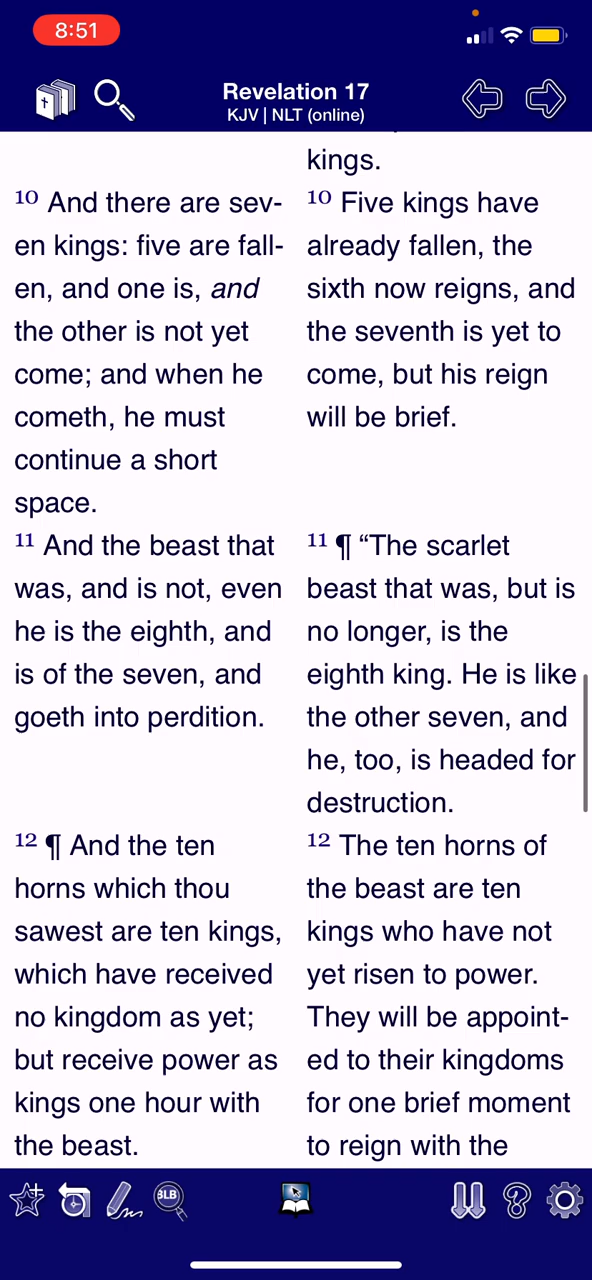 8:51
Revelation 17
KJV | NLT (online)
kings.
10 And there are sev-
en kings: five are fall-
en, and one is, and
the other is not yet
come; and when he
cometh, he must
continue a short
space.
10 Five kings have
already fallen, the
sixth now reigns, and
the seventh is yet to
come, but his reign
will be brief.
11 And the beast that
was, and is not, even
he is the eighth, and
is of the seven, and
goeth into perdition.
11 ¶ “The scarlet
beast that was, but is
no longer, is the
eighth king. He is like
the other seven, and
he, too, is headed for
destruction.
12 ¶ And the ten
horns which thou
sawest are ten kings,
which have received
no kingdom as yet;
but receive power as
kings one hour with
the beast.
12 The ten horns of
the beast are ten
kings who have not
yet risen to power.
They will be appoint-
ed to their kingdoms
for one brief moment
to reign with the
BLB